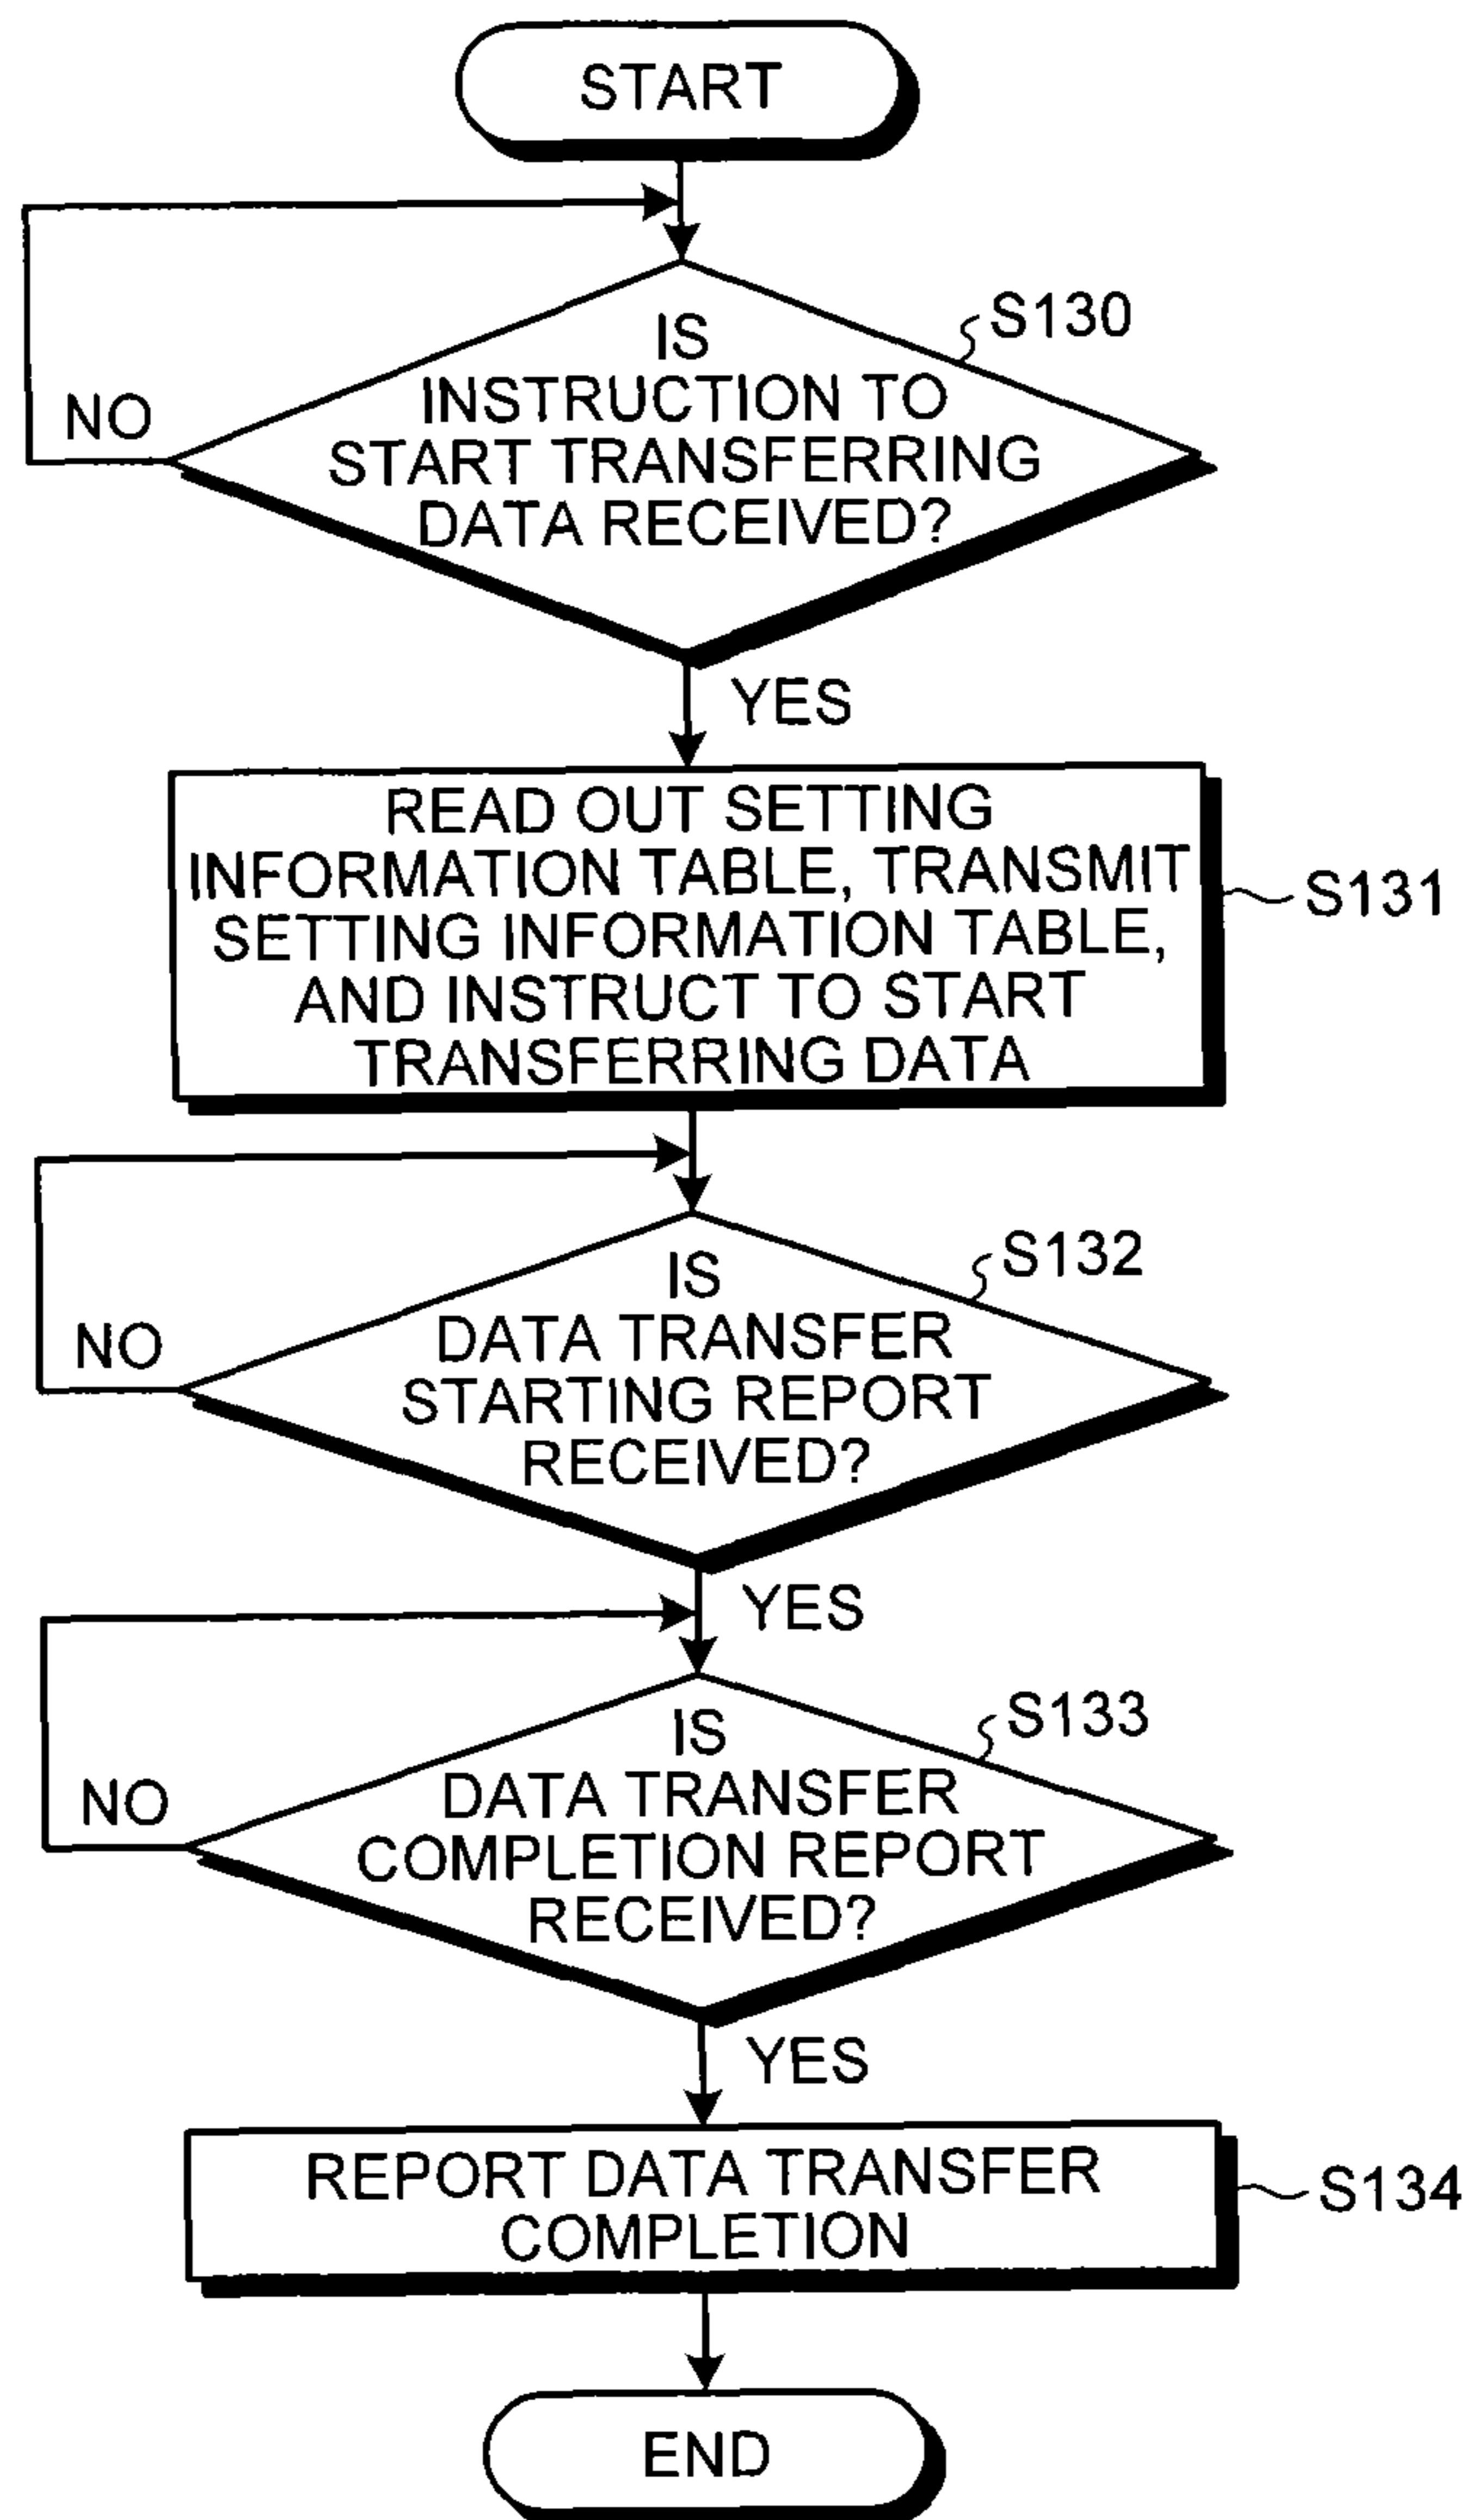 START
IS
INSTRUCTION TO
START TRANSFERRING
DATA RECEIVED?
S130
NO
YES
READ OUT SETTING
INFORMATION TABLE, TRANSMIT
SETTING INFORMATION TABLE,
AND INSTRUCT TO START
TRANSFERRING DATA
S131
IS
DATA TRANSFER
STARTING REPORT
RECEIVED?
S132
NO
YES
IS
DATA TRANSFER
COMPLETION REPORT
RECEIVED?
S133
NO
YES
REPORT DATA TRANSFER
COMPLETION
S134
END